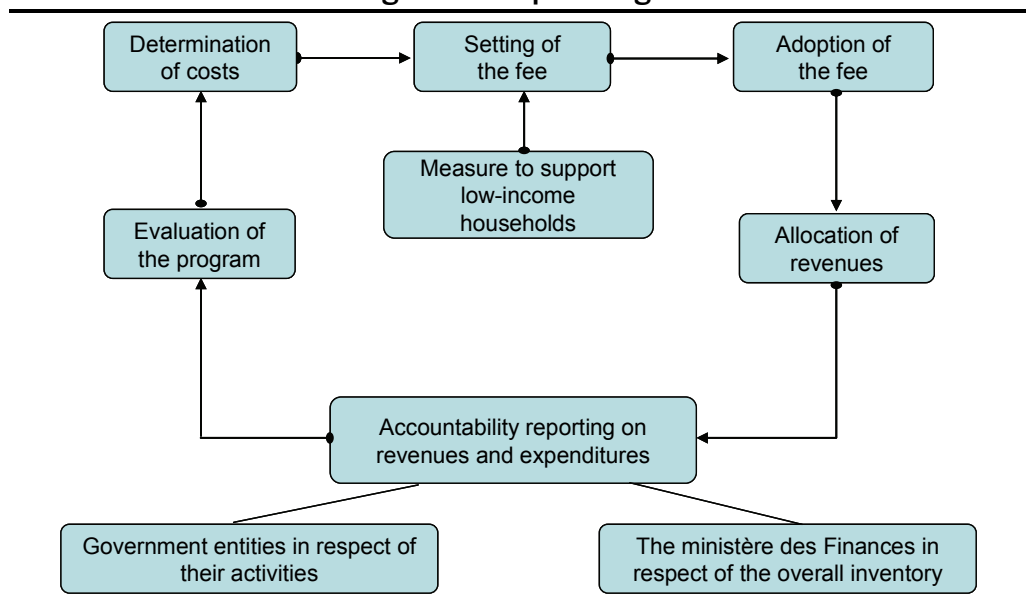 Determination
of costs
Setting of
the fee
Adoption of
the fee
Measure to support
low-income
households
Evaluation of
the program
Allocation of
revenues
Accountability reporting on
revenues and expenditures
Government entities in respect of
their activities
The ministère des Finances in
respect of the overall inventory